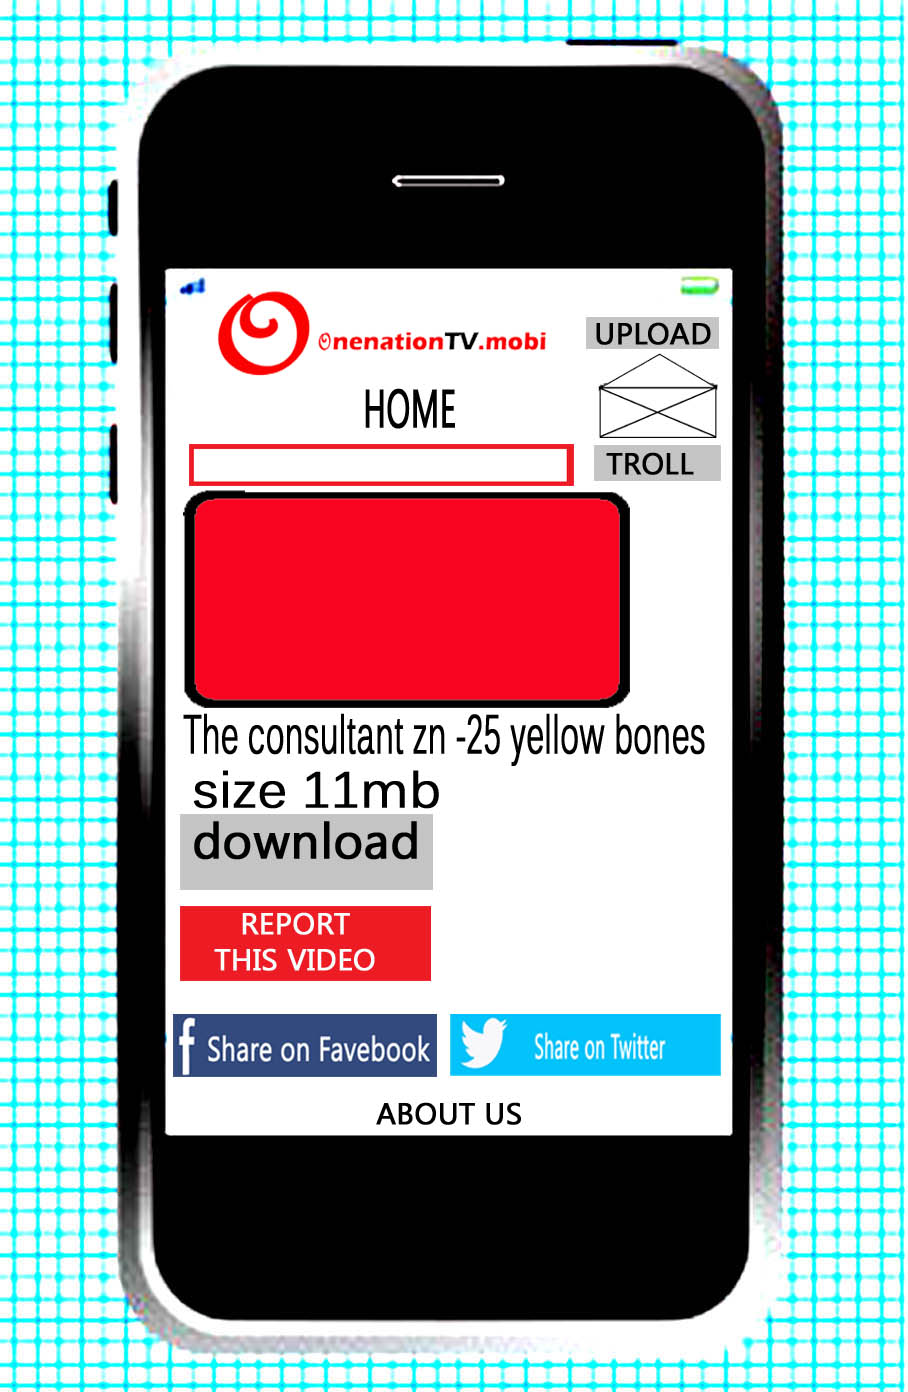 OnenationTV.mobi
UPLOAD
HOME
TROLL
The consultant zn -25 yellow bones
size 11mb
download
REPORT
THIS VIDEO
f Share on Favebook
Share on Twitter
ABOUT US